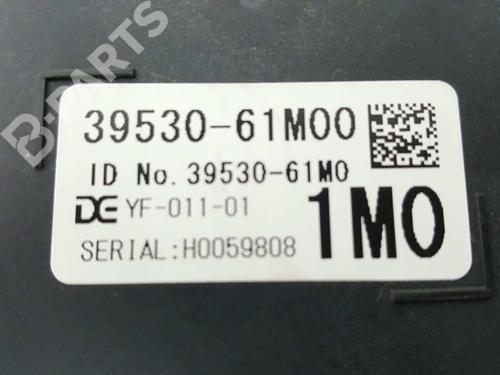 B-PARTS
39530-61M00
ID No. 39530-61M0
DE YF-011-01
1M0
SERIAL:H0059808